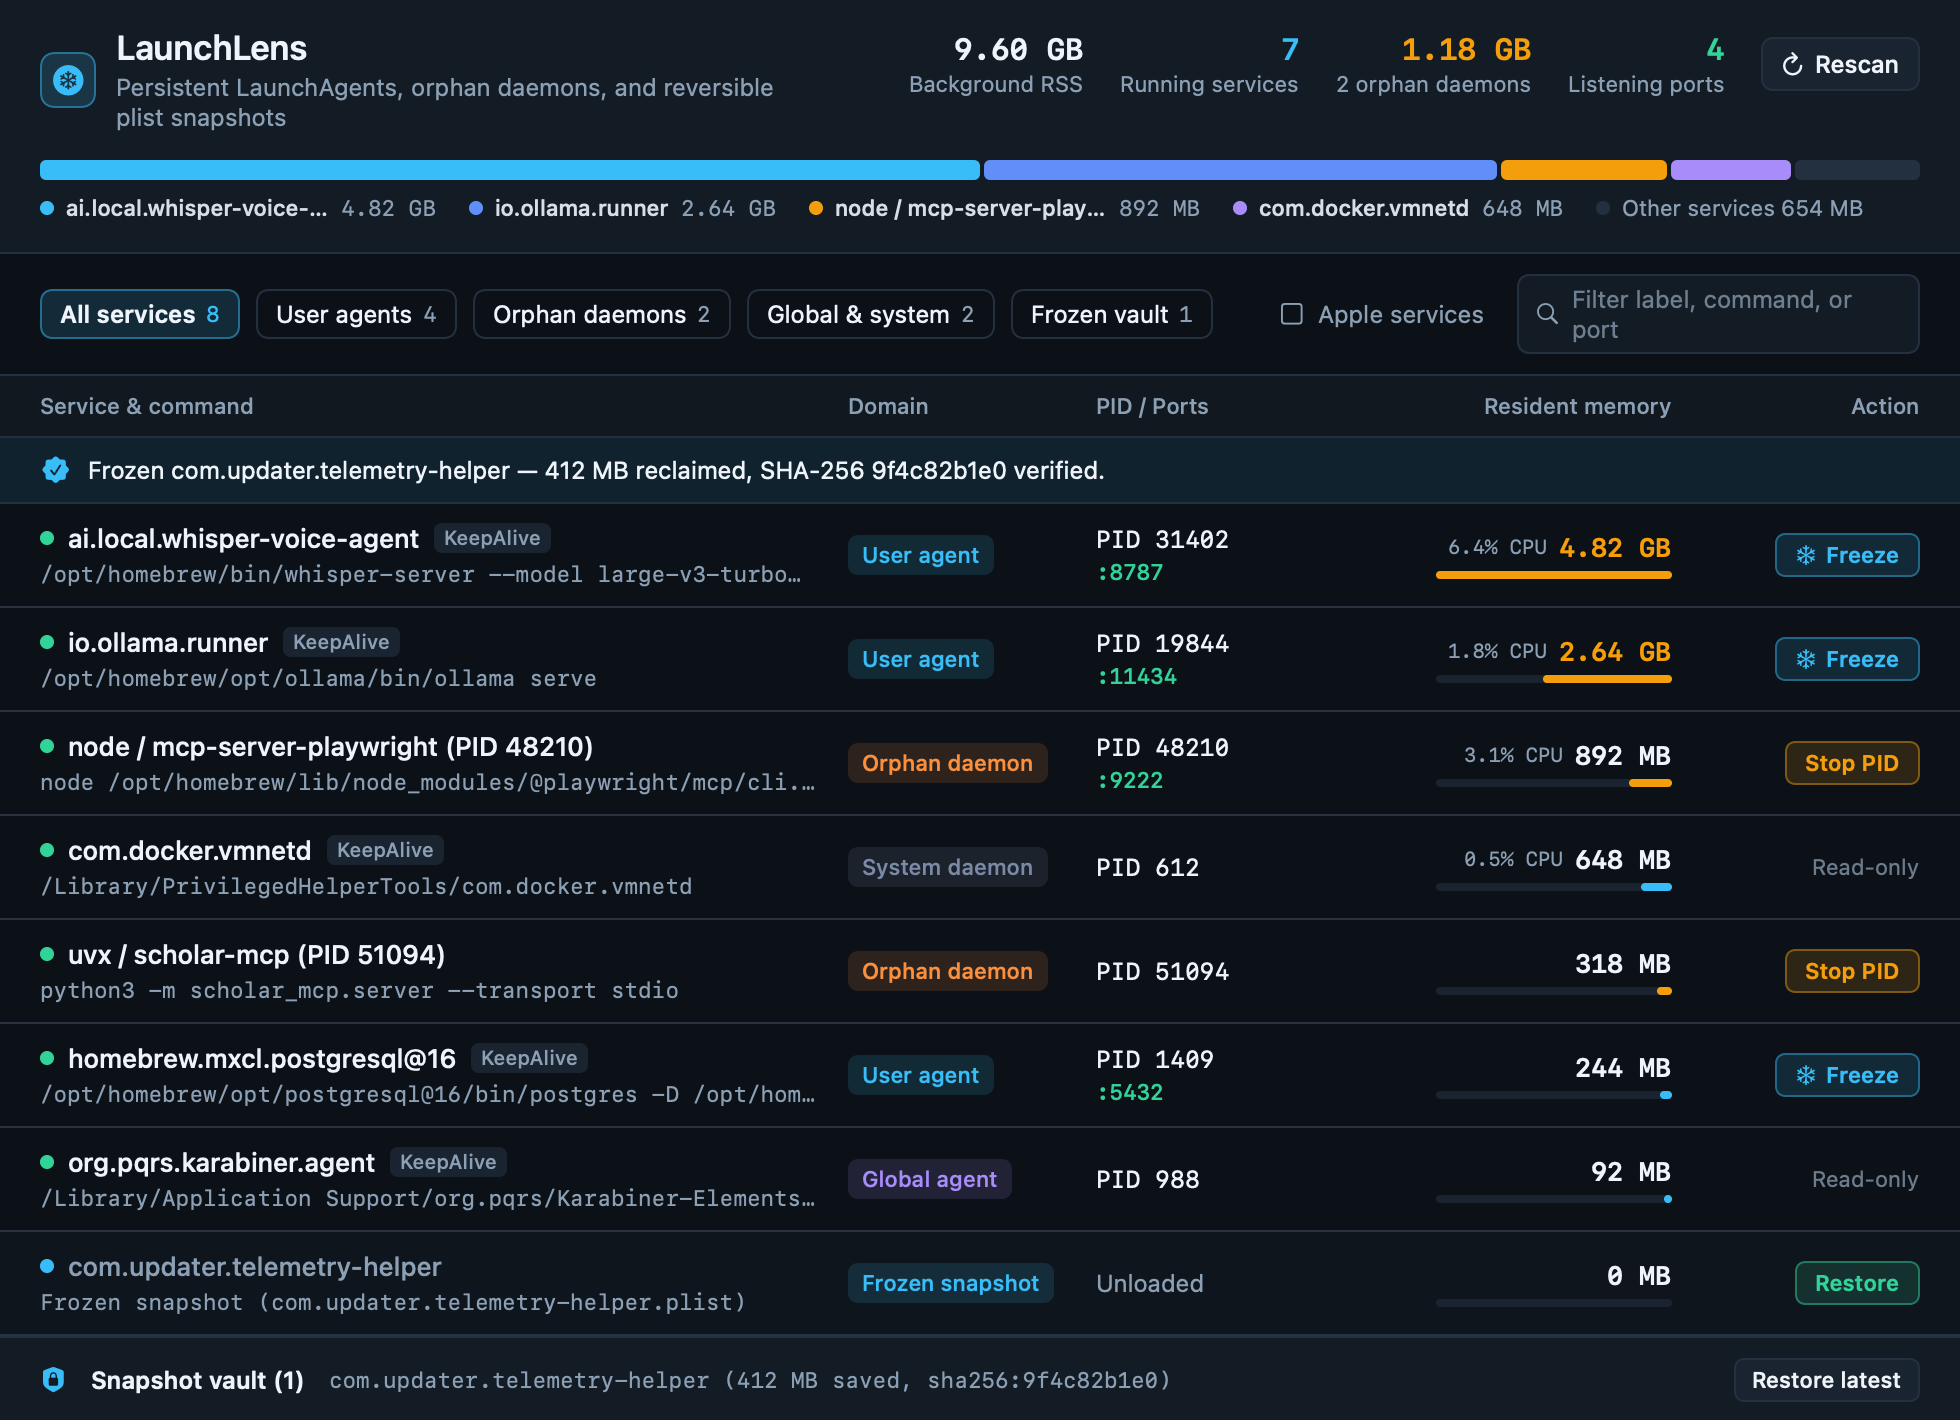 LaunchLens
Persistent LaunchAgents, orphan daemons, and reversible
plist snapshots
9.60 GB
Background RSS
7
Running services
1.18 GB
2 orphan daemons
4
Listening ports
Rescan
ai.local.whisper-voice-... 4.82 GB
io.ollama.runner 2.64 GB
node / mcp-server-play... 892 MB
com.docker.vmnetd 648 MB
Other services 654 MB
All services 8
User agents 4
Orphan daemons 2
Global & system 2
Frozen vault 1
Apple services
Filter label, command, or
port
Service & command
Domain
PID / Ports
Resident memory
Action
Frozen com.updater.telemetry-helper — 412 MB reclaimed, SHA-256 9f4c82b1e0 verified.
ai.local.whisper-voice-agent KeepAlive
/opt/homebrew/bin/whisper-server --model large-v3-turbo…
User agent
PID 31402
:8787
6.4% CPU 4.82 GB
Freeze
io.ollama.runner KeepAlive
/opt/homebrew/opt/ollama/bin/ollama serve
User agent
PID 19844
:11434
1.8% CPU 2.64 GB
Freeze
node / mcp-server-playwright (PID 48210)
node /opt/homebrew/lib/node_modules/@playwright/mcp/cli.…
Orphan daemon
PID 48210
:9222
3.1% CPU 892 MB
Stop PID
com.docker.vmnetd KeepAlive
/Library/PrivilegedHelperTools/com.docker.vmnetd
System daemon
PID 612
0.5% CPU 648 MB
Read-only
uvx / scholar-mcp (PID 51094)
python3 -m scholar_mcp.server --transport stdio
Orphan daemon
PID 51094
318 MB
Stop PID
homebrew.mxcl.postgresql@16 KeepAlive
/opt/homebrew/opt/postgresql@16/bin/postgres -D /opt/hom…
User agent
PID 1409
:5432
244 MB
Freeze
org.pqrs.karabiner.agent KeepAlive
/Library/Application Support/org.pqrs/Karabiner-Elements…
Global agent
PID 988
92 MB
Read-only
com.updater.telemetry-helper
Frozen snapshot (com.updater.telemetry-helper.plist)
Frozen snapshot
Unloaded
0 MB
Restore
Snapshot vault (1) com.updater.telemetry-helper (412 MB saved, sha256:9f4c82b1e0)
Restore latest